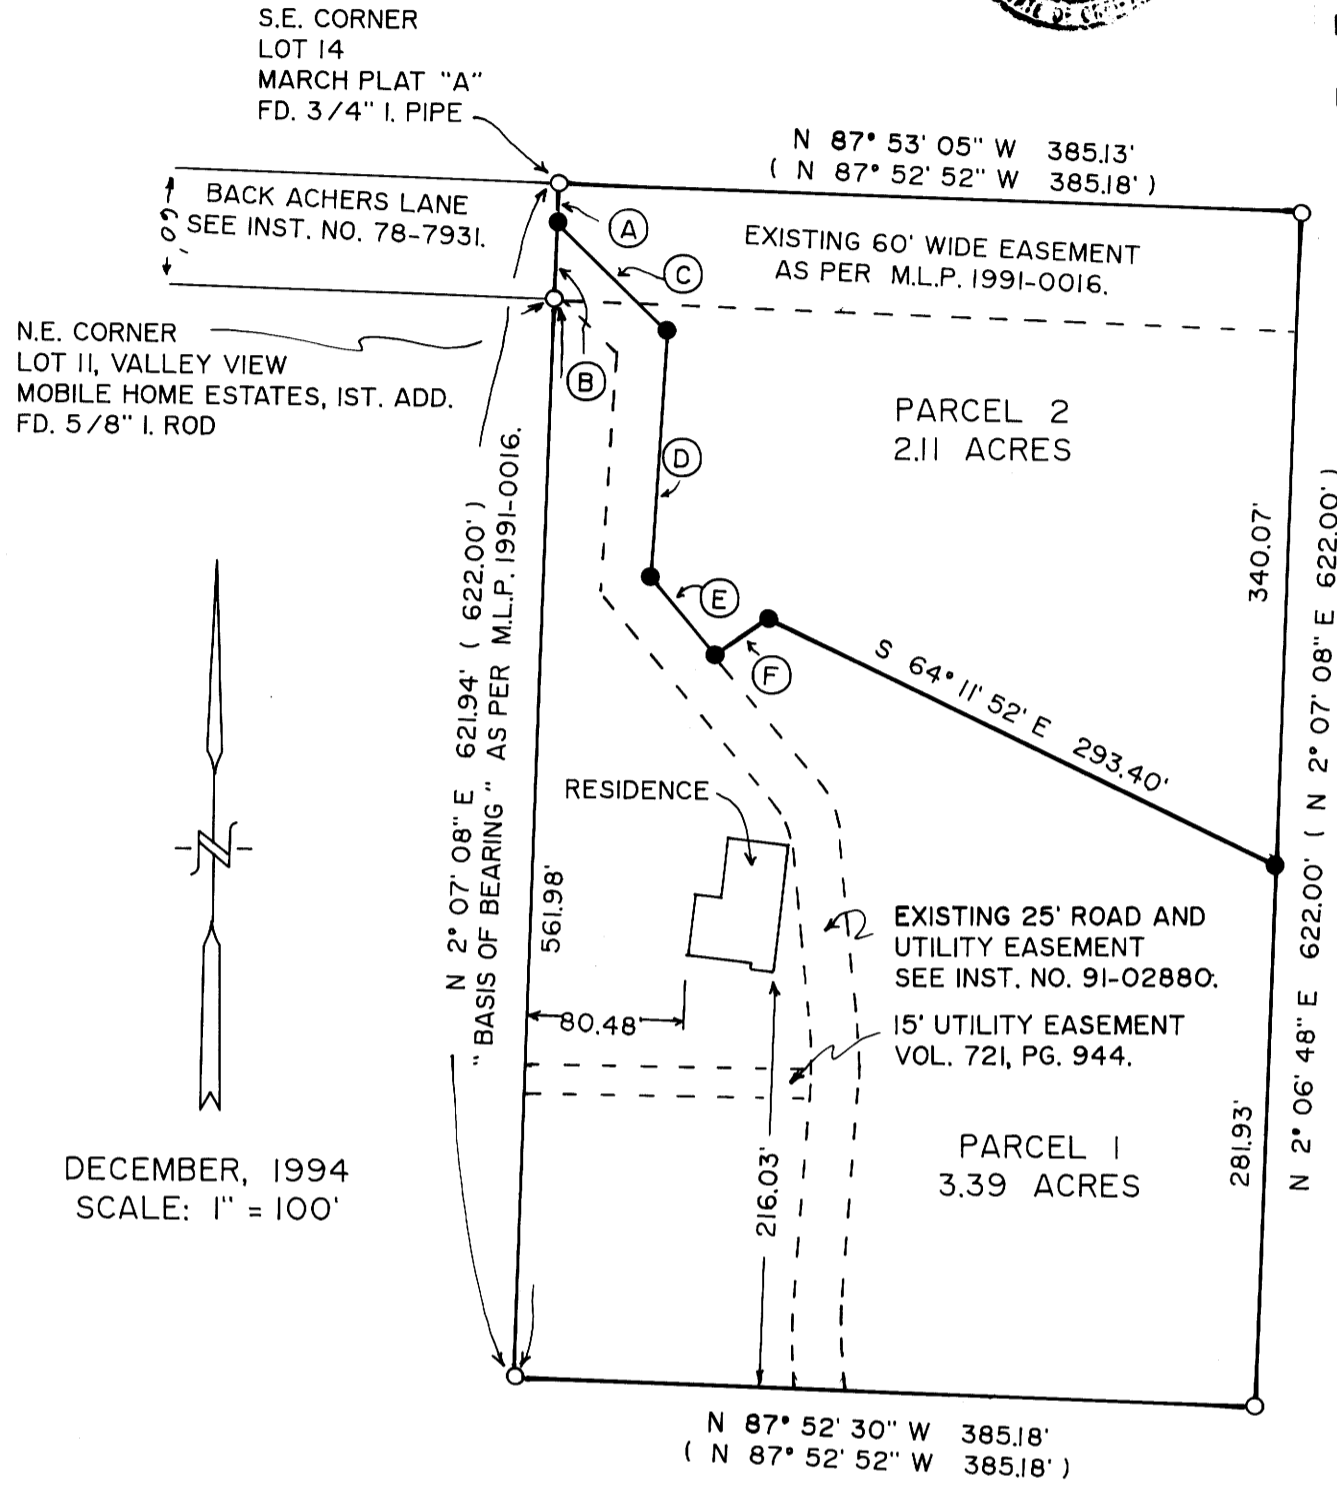 S.E. CORNER
LOT 14
MARCH PLAT "A"
FD. 3/4" I. PIPE
N 87° 53' 05" W 385.13'
( N 87° 52' 52" W 385.18' )
BACK ACHERS LANE
SEE INST. NO. 78-7931.
60'
A
C
EXISTING 60' WIDE EASEMENT
AS PER M.L.P. 1991-0016.
N.E. CORNER
LOT 11, VALLEY VIEW
MOBILE HOME ESTATES, 1ST. ADD.
FD. 5/8" I. ROD
B
PARCEL 2
2.11 ACRES
D
E
F
S 64° 11' 52' E 293.40'
340.07'
N 2° 06' 48" E 622.00' ( N 2° 07' 08" E 622.00' )
N 2° 07' 08" E 621.94' ( 622.00' )
" BASIS OF BEARING " AS PER M.L.P. 1991-0016.
561.98'
RESIDENCE
N
EXISTING 25' ROAD AND
UTILITY EASEMENT
SEE INST. NO. 91-02880.
80.48'
15' UTILITY EASEMENT
VOL. 721, PG. 944.
216.03'
281.93'
PARCEL 1
3.39 ACRES
DECEMBER, 1994
SCALE: 1" = 100'
N 87° 52' 30" W 385.18'
( N 87° 52' 52" W 385.18' )